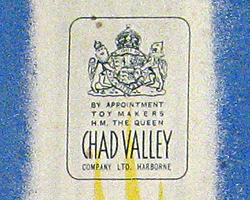 BY APPOINTMENT
TOY MAKERS
H.M. THE QUEEN
CHAD VALLEY
COMPANY LTD. HARBORNE